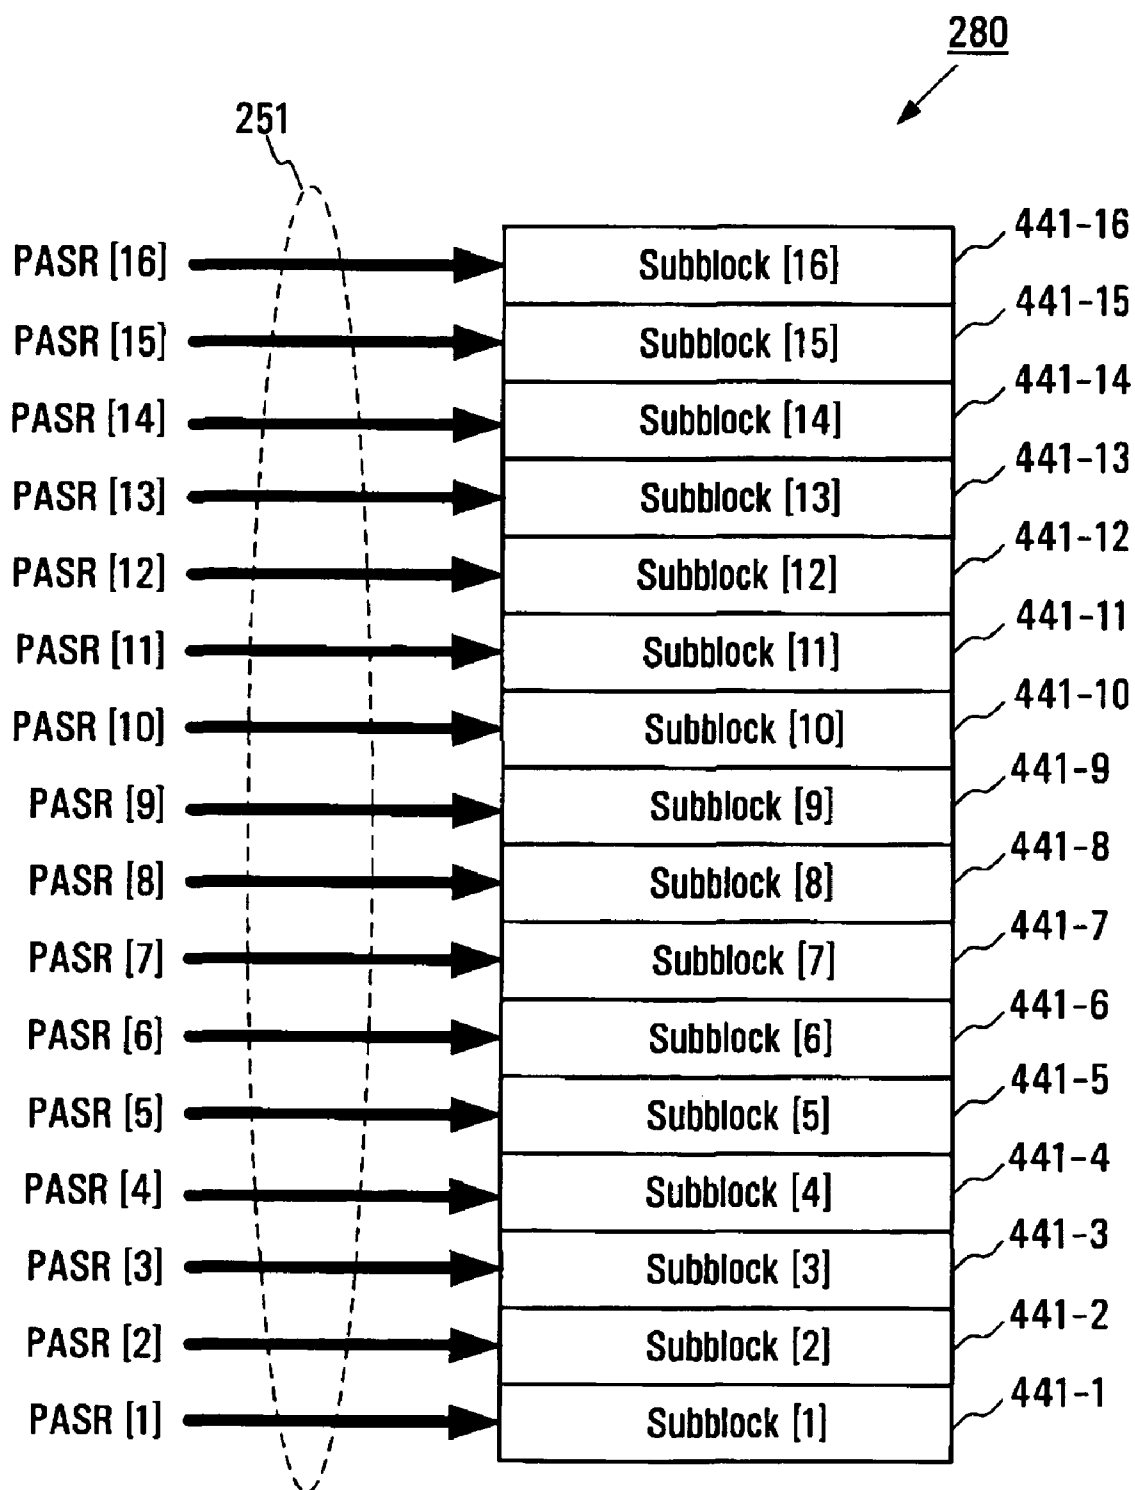 280
251
PASR [16] Subblock [16] 441-16
PASR [15] Subblock [15] 441-15
PASR [14] Subblock [14] 441-14
PASR [13] Subblock [13] 441-13
PASR [12] Subblock [12] 441-12
PASR [11] Subblock [11] 441-11
PASR [10] Subblock [10] 441-10
PASR [9] Subblock [9] 441-9
PASR [8] Subblock [8] 441-8
PASR [7] Subblock [7] 441-7
PASR [6] Subblock [6] 441-6
PASR [5] Subblock [5] 441-5
PASR [4] Subblock [4] 441-4
PASR [3] Subblock [3] 441-3
PASR [2] Subblock [2] 441-2
PASR [1] Subblock [1] 441-1